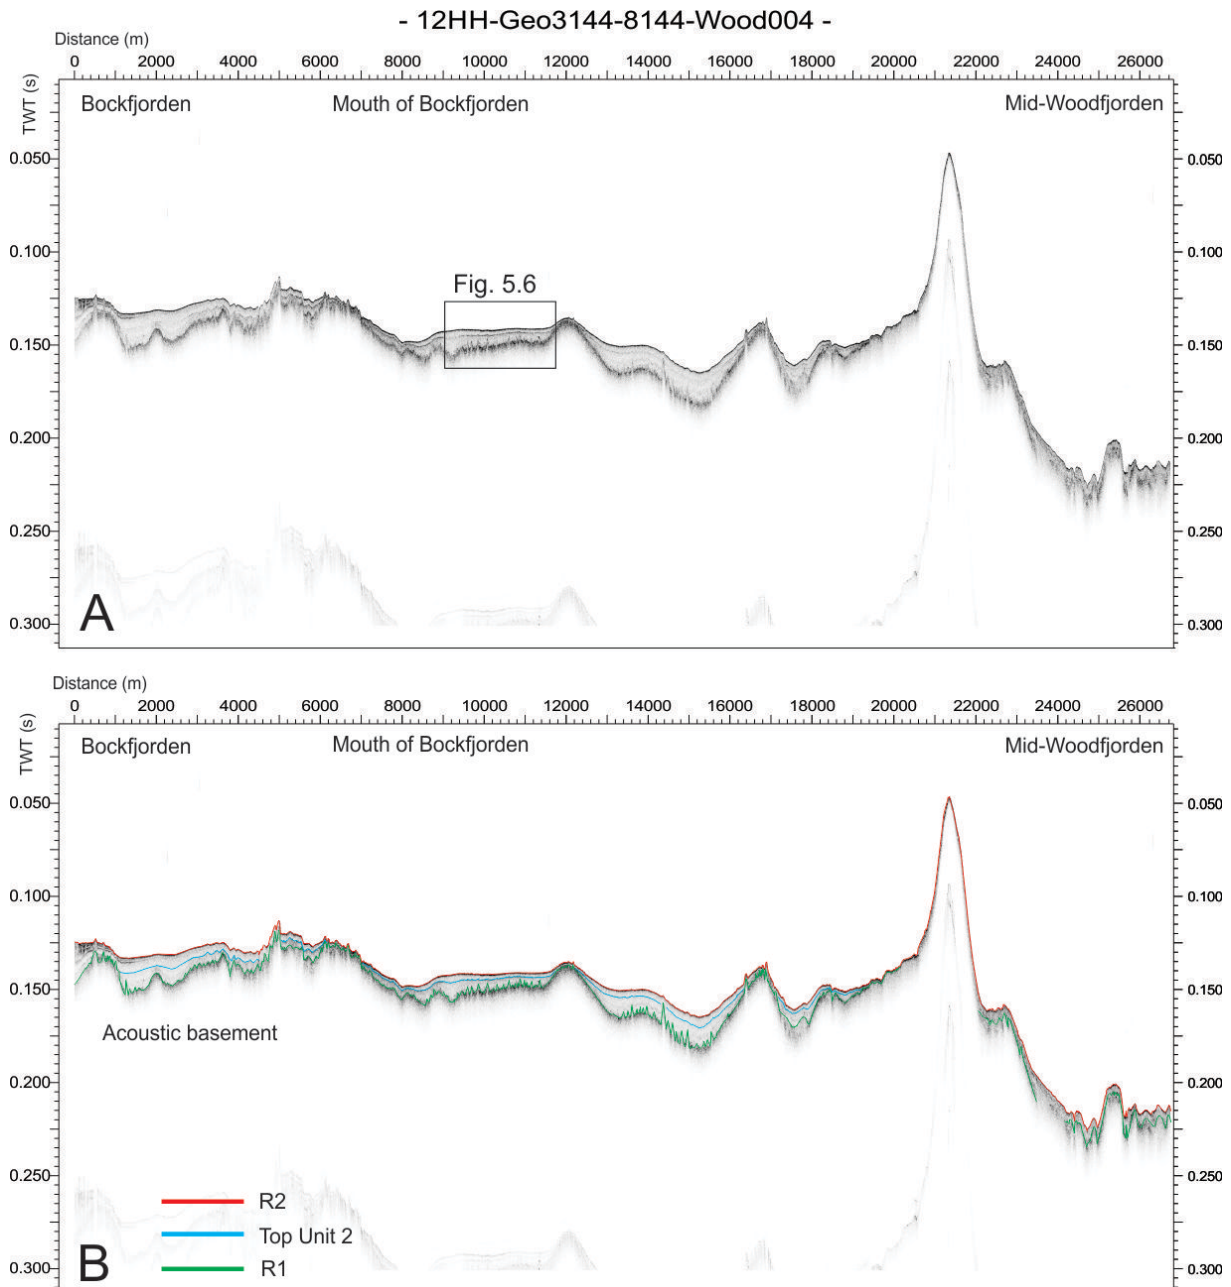 - 12HH-Geo3144-8144-Wood004 -
Distance (m)
0 2000 4000 6000 8000 10000 12000 14000 16000 18000 20000 22000 24000 26000
TWT (s)
Bockfjorden Mouth of Bockfjorden Mid-Woodfjorden
0.050 0.050
0.100 0.100
Fig. 5.6
0.150 0.150
0.200 0.200
0.250 0.250
A
0.300 0.300
Distance (m)
0 2000 4000 6000 8000 10000 12000 14000 16000 18000 20000 22000 24000 26000
TWT (s)
Bockfjorden Mouth of Bockfjorden Mid-Woodfjorden
0.050 0.050
0.100 0.100
0.150 0.150
Acoustic basement
0.200 0.200
0.250 0.250
R2
Top Unit 2
B
R1
0.300 0.300